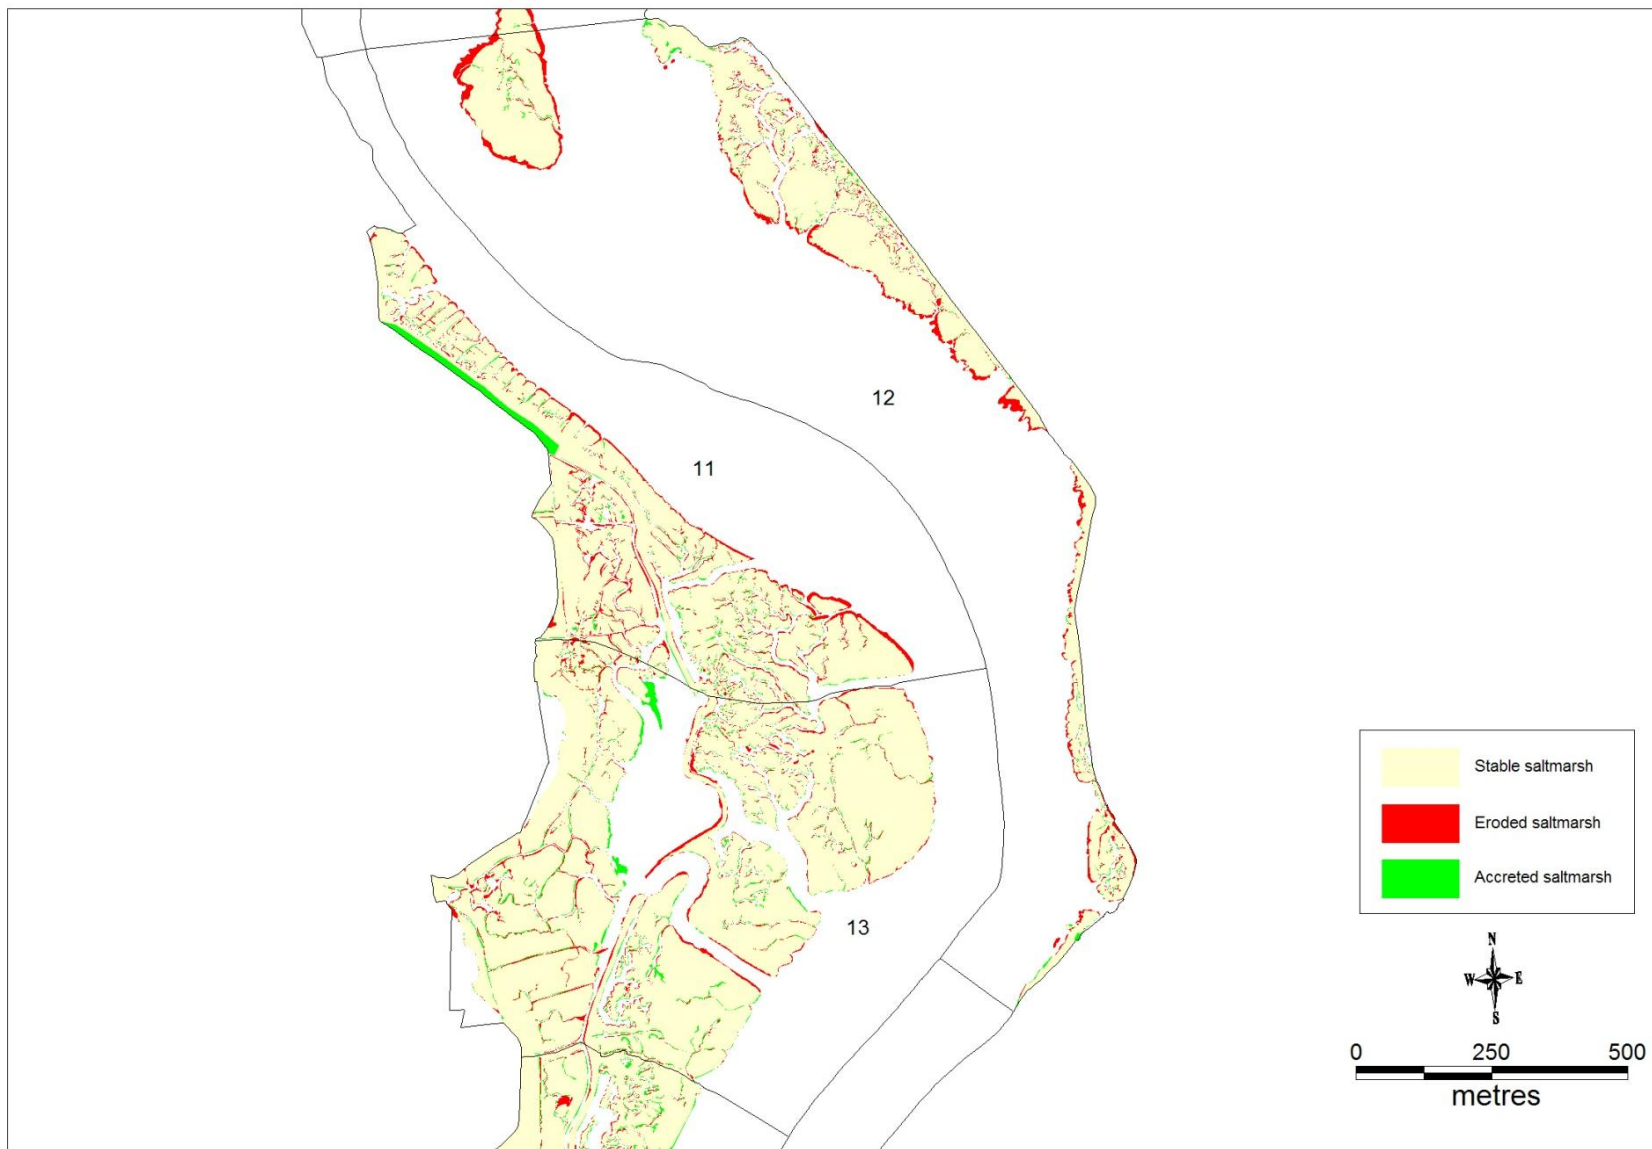 12
11
13
Stable saltmarsh
Eroded saltmarsh
Accreted saltmarsh
N
W E
S
0 250 500
metres